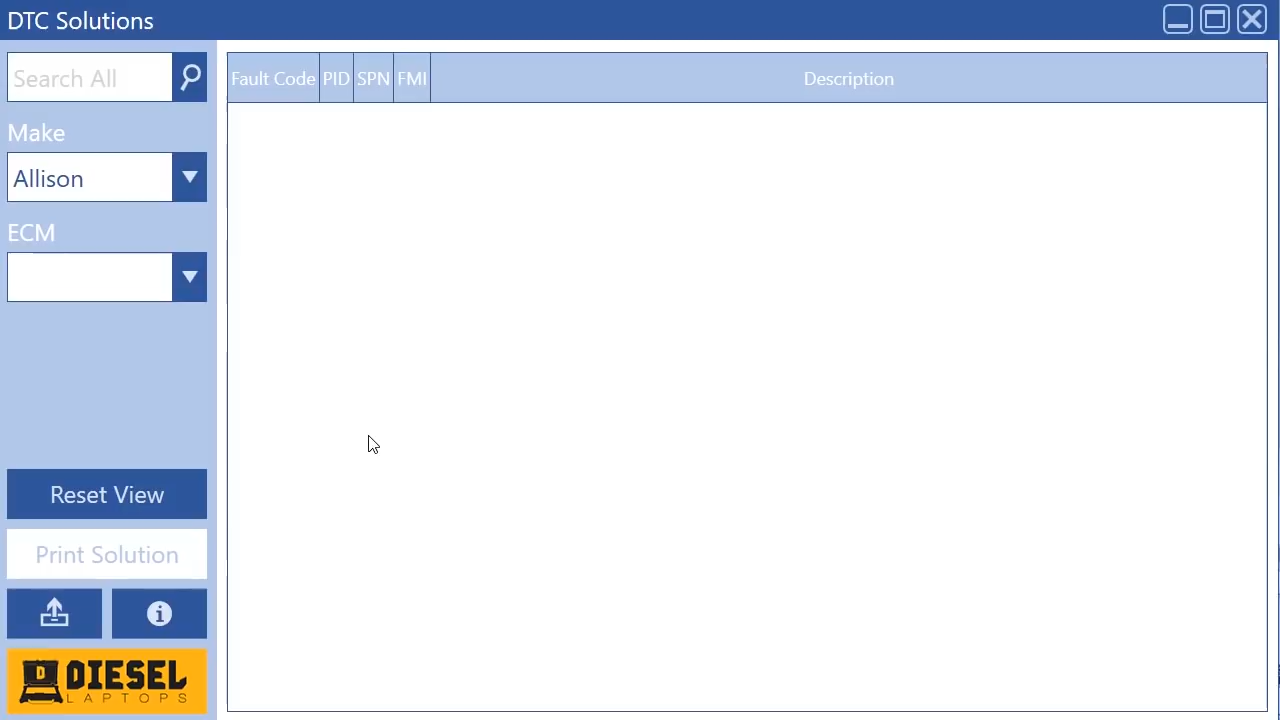 DTC Solutions
Search All
Make
Allison
ECM
Reset View
Print Solution
DIESEL
LAPTOPS
Fault Code PID SPN FMI Description